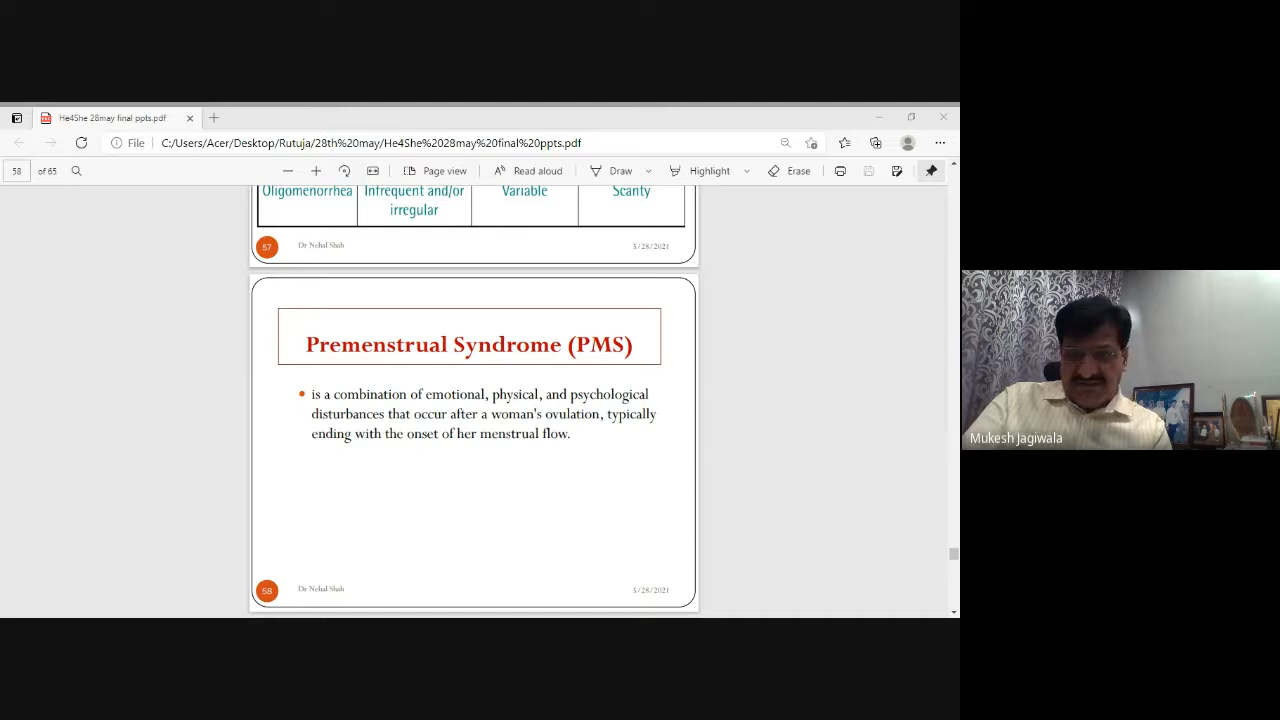 He4She 28may final ppts.pdf
File
C:/Users/Acer/Desktop/Rutuja/28th%20may/He4She%2028may%20final%20ppts.pdf
58 of 65
Page view
Read aloud
Draw
Highlight
Erase
Oligomenorrhea
Infrequent and/or
irregular
Variable
Scanty
57
Dr Nehal Shah
5/28/2021
Premenstrual Syndrome (PMS)
• is a combination of emotional, physical, and psychological
disturbances that occur after a woman's ovulation, typically
ending with the onset of her menstrual flow.
58
Dr Nehal Shah
5/28/2021
Mukesh Jagiwala